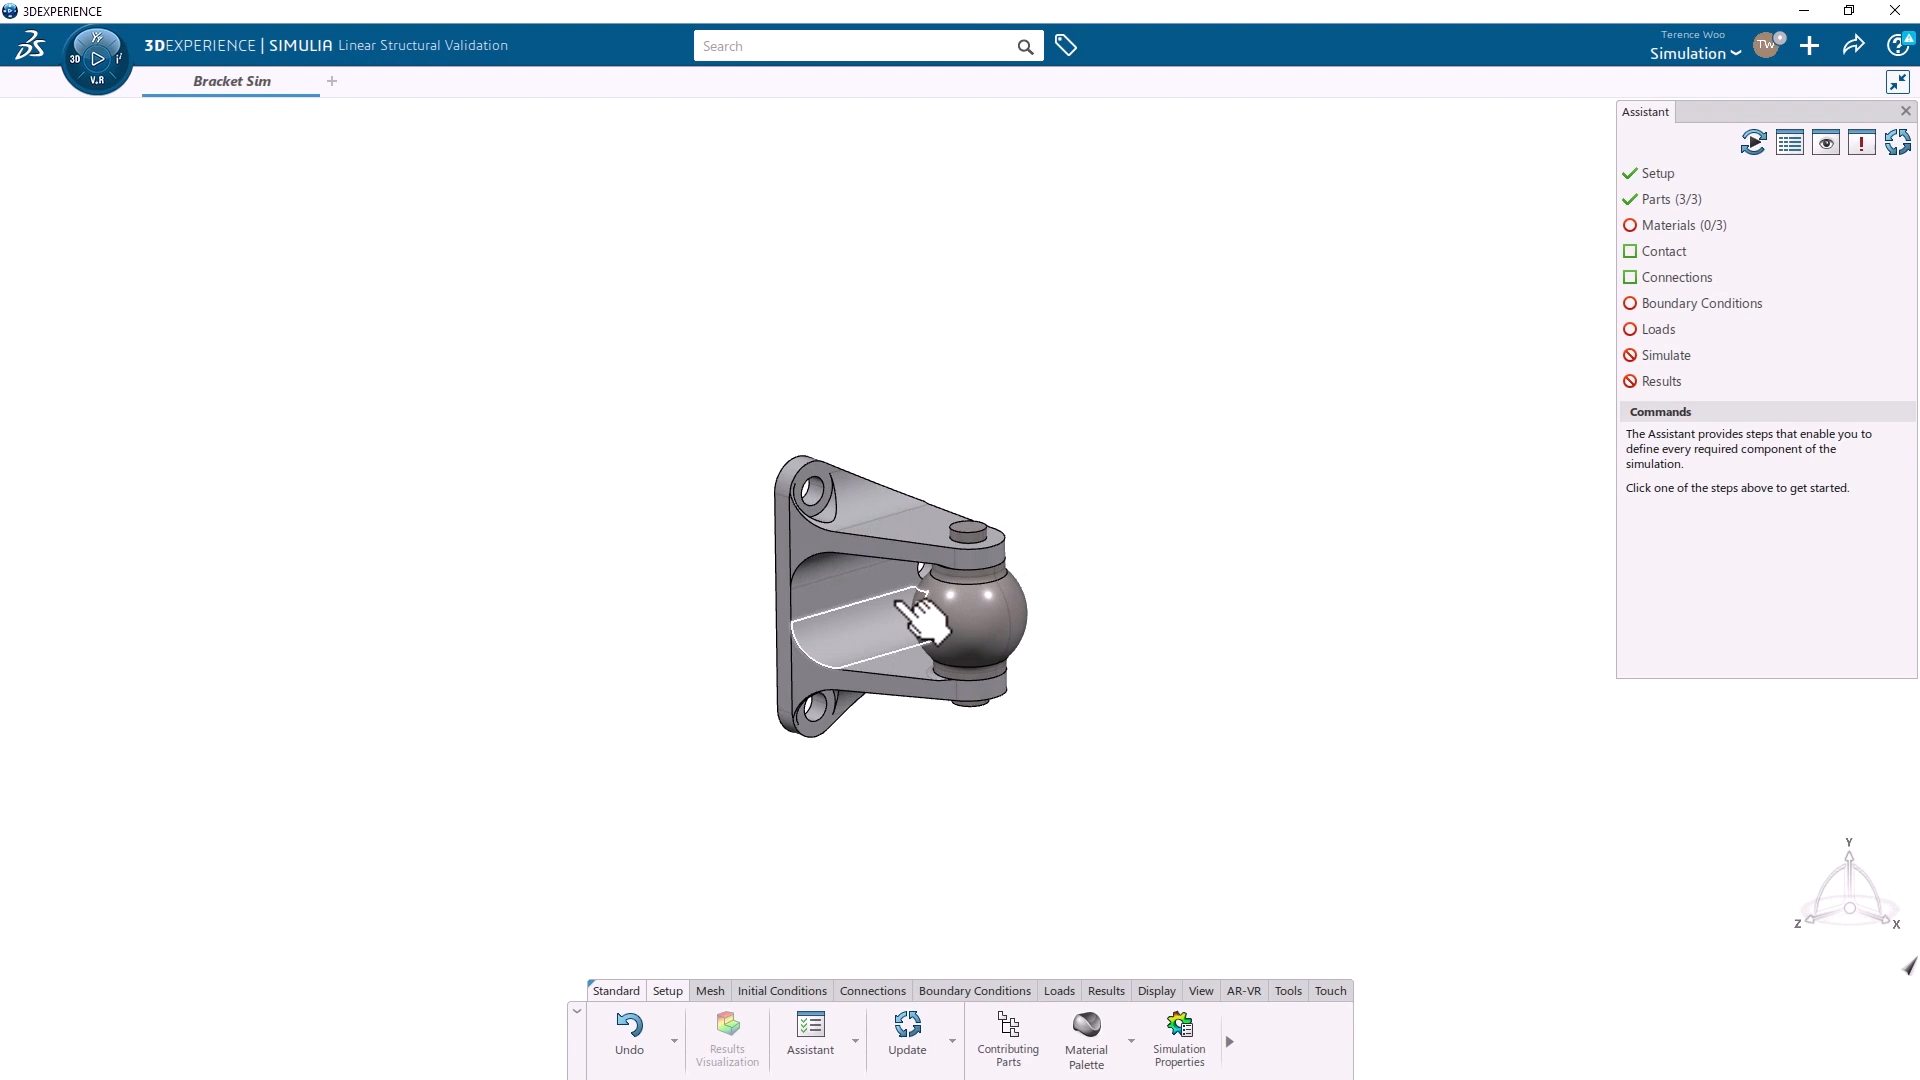 3DEXPERIENCE
3DEXPERIENCE | SIMULIA Linear Structural Validation
Search
Terence Woo
Simulation
TW
3D
V.R
Bracket Sim
Assistant
Setup
Parts (3/3)
Materials (0/3)
Contact
Connections
Boundary Conditions
Loads
Simulate
Results
Commands
The Assistant provides steps that enable you to
define every required component of the
simulation.
Click one of the steps above to get started.
Y
Z
X
Standard Setup Mesh Initial Conditions Connections Boundary Conditions Loads Results Display View AR-VR Tools Touch
Undo
Results
Visualization
Assistant
Update
Contributing
Parts
Material
Palette
Simulation
Properties